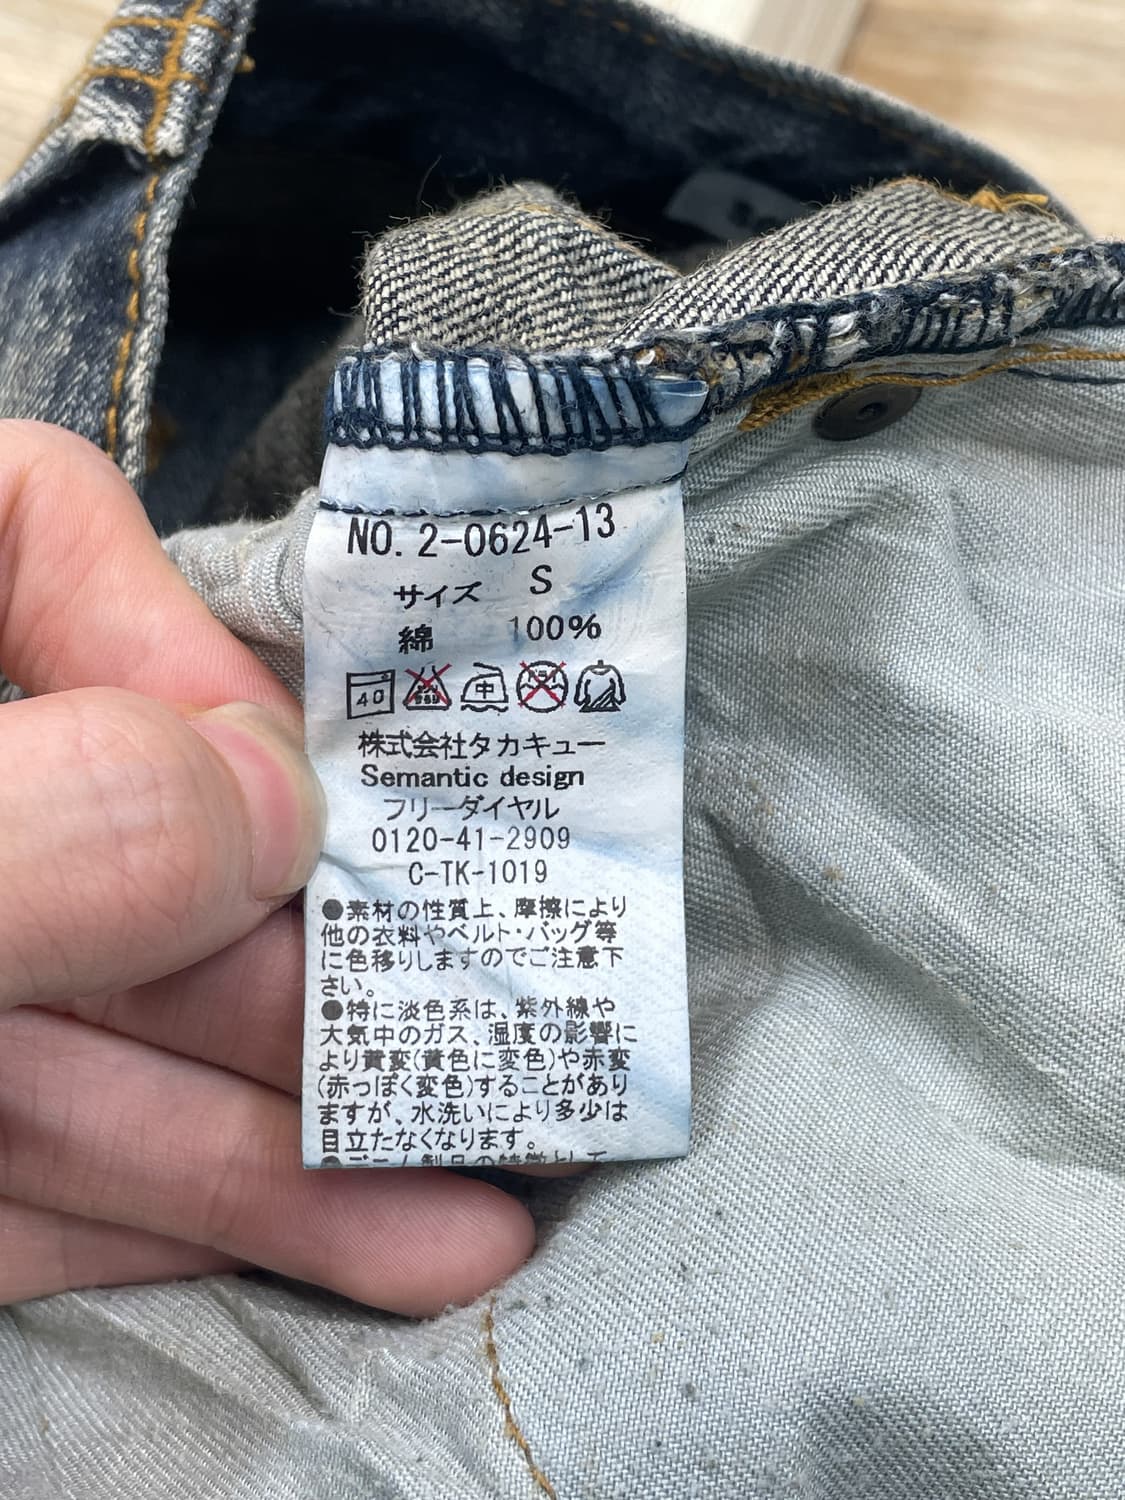 NO. 2-0624-13
サイズ S
綿 100%
40
中
株式会社タカキュー
Semantic design
フリーダイヤル
0120-41-2909
C-TK-1019
●素材の性質上、摩擦により
他の衣料やベルト・バッグ等
に色移りしますのでご注意下
さい。
●特に淡色系は、紫外線や
大気中のガス、湿度の影響に
より黄変(黄色に変色)や赤変
(赤っぽく変色)することがあり
ますが、水洗いにより多少は
目立たなくなります。